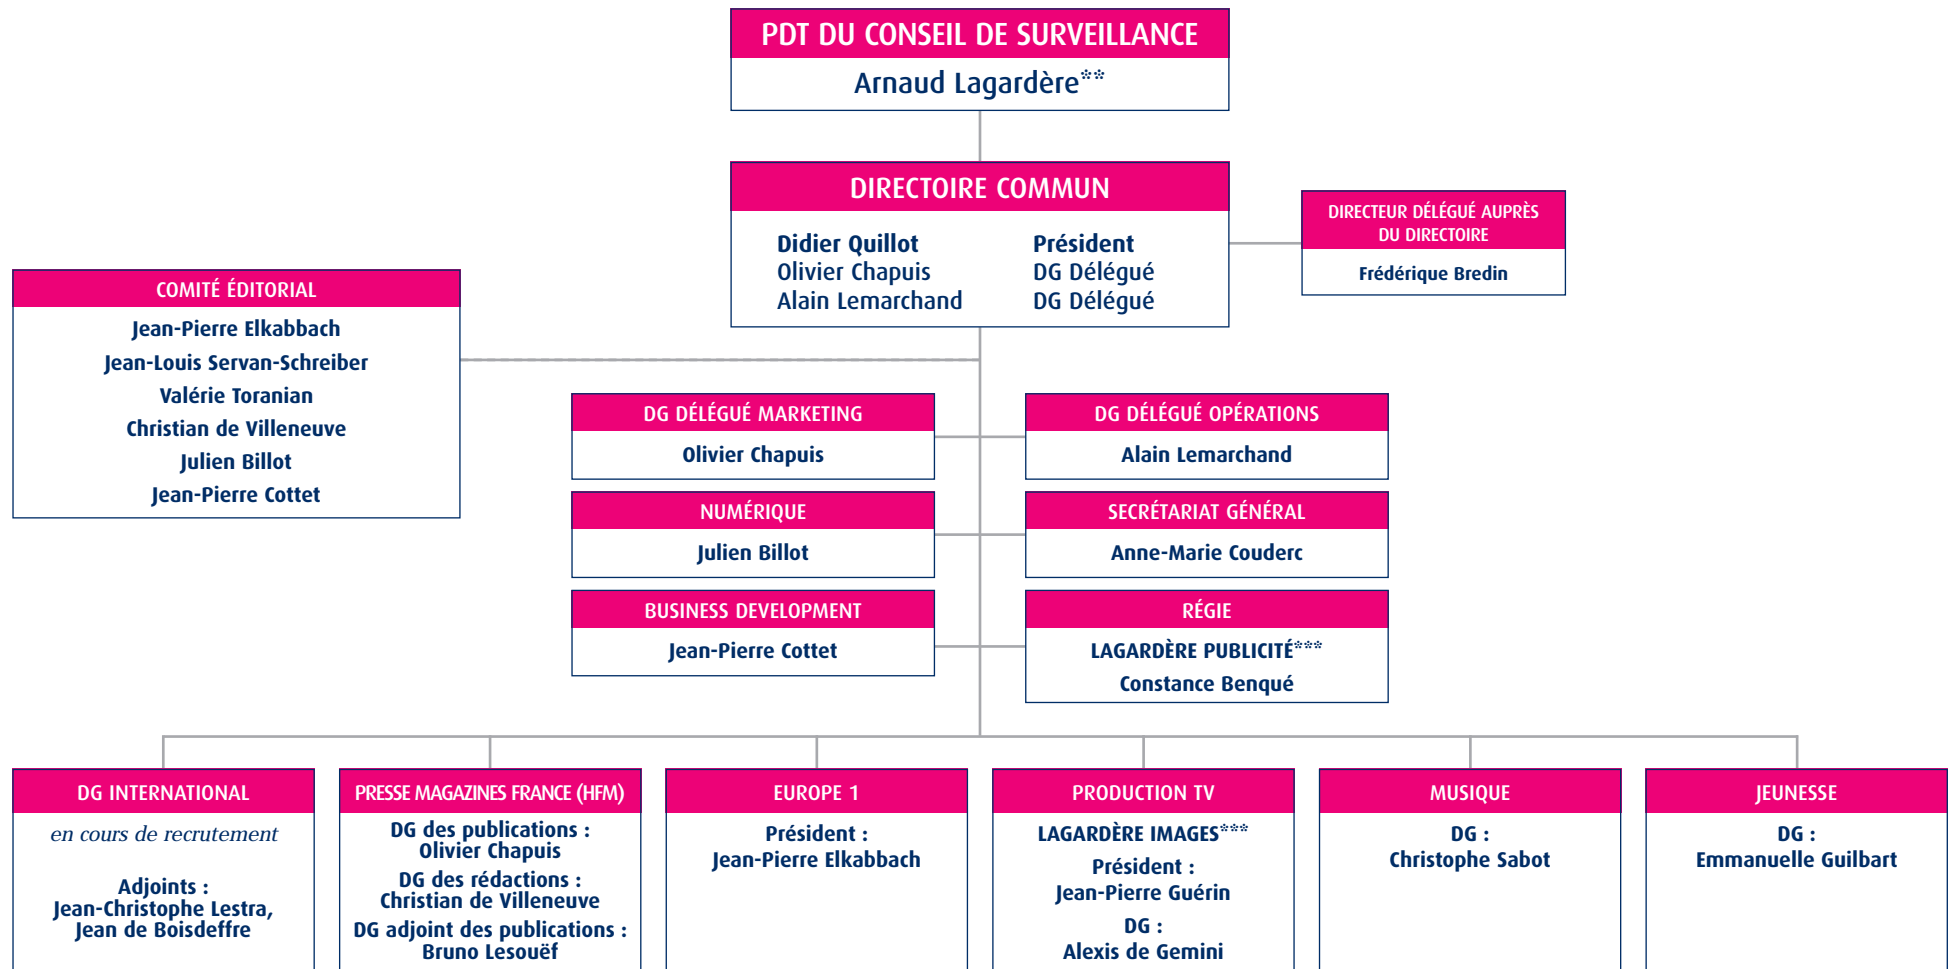 PDT DU CONSEIL DE SURVEILLANCE
Arnaud Lagardère**
DIRECTOIRE COMMUN
Didier Quillot Président
Olivier Chapuis DG Délégué
Alain Lemarchand DG Délégué
DIRECTEUR DÉLÉGUÉ AUPRÈS
DU DIRECTOIRE
Frédérique Bredin
COMITÉ ÉDITORIAL
Jean-Pierre Elkabbach
Jean-Louis Servan-Schreiber
Valérie Toranian
Christian de Villeneuve
Julien Billot
Jean-Pierre Cottet
DG DÉLÉGUÉ MARKETING
Olivier Chapuis
DG DÉLÉGUÉ OPÉRATIONS
Alain Lemarchand
NUMÉRIQUE
Julien Billot
SECRÉTARIAT GÉNÉRAL
Anne-Marie Couderc
BUSINESS DEVELOPMENT
Jean-Pierre Cottet
RÉGIE
LAGARDÈRE PUBLICITÉ***
Constance Benqué
DG INTERNATIONAL
en cours de recrutement
Adjoints :
Jean-Christophe Lestra,
Jean de Boisdeffre
PRESSE MAGAZINES FRANCE (HFM)
DG des publications :
Olivier Chapuis
DG des rédactions :
Christian de Villeneuve
DG adjoint des publications :
Bruno Lesouëf
EUROPE 1
Président :
Jean-Pierre Elkabbach
PRODUCTION TV
LAGARDÈRE IMAGES***
Président :
Jean-Pierre Guérin
DG :
Alexis de Gemini
MUSIQUE
DG :
Christophe Sabot
JEUNESSE
DG :
Emmanuelle Guilbart